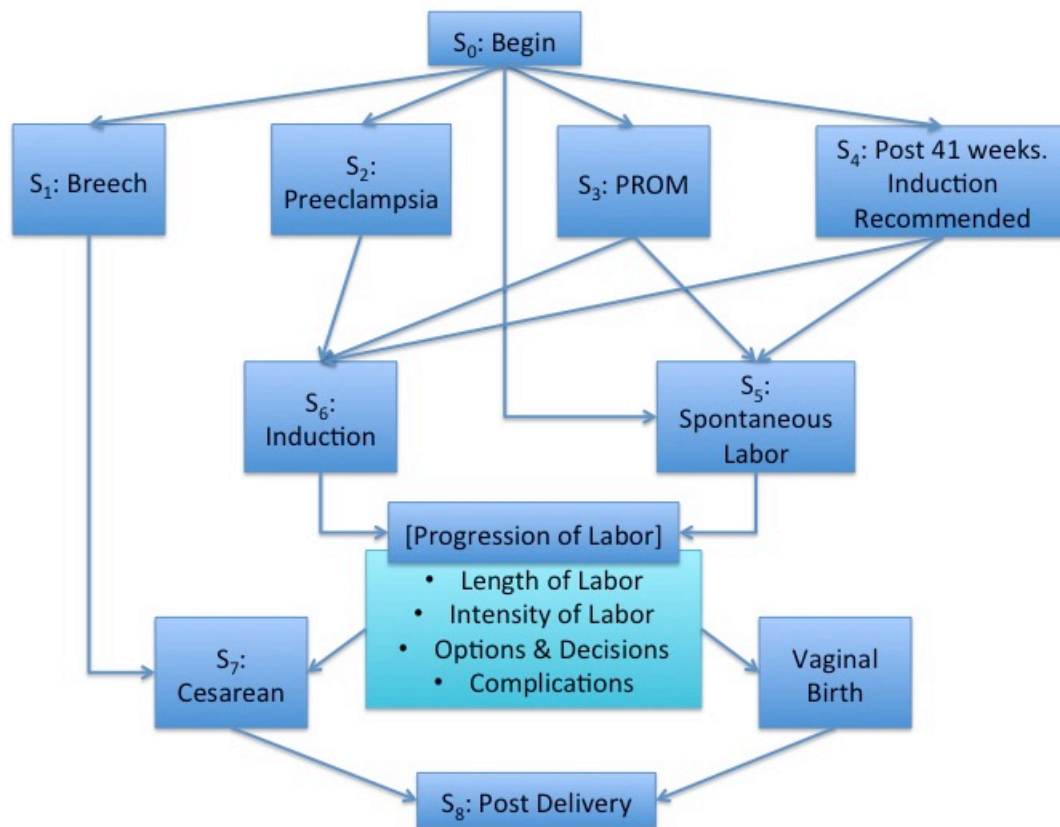 S₀: Begin
S₁: Breech
S₂:
Preeclampsia
S₃: PROM
S₄: Post 41 weeks.
Induction
Recommended
S₆:
Induction
S₅:
Spontaneous
Labor
[Progression of Labor]
• Length of Labor
• Intensity of Labor
• Options & Decisions
• Complications
S₇:
Cesarean
Vaginal
Birth
S₈: Post Delivery